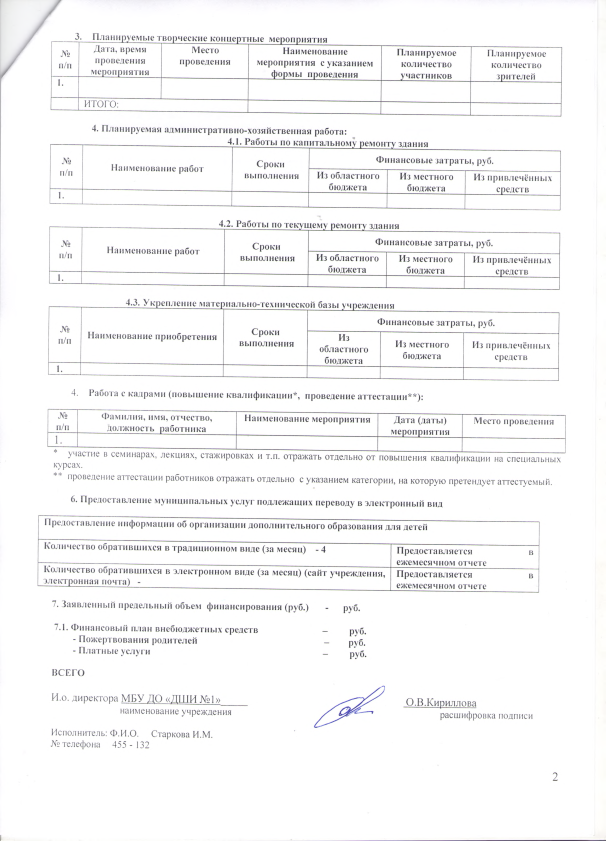 3. Планируемые творческие концертные мероприятия
№ п/п Дата, время проведения мероприятия Место проведения Наименование мероприятия с указанием формы проведения Планируемое количество участников Планируемое количество зрителей
1.
ИТОГО:
4. Планируемая административно-хозяйственная работа:
4.1. Работы по капитальному ремонту здания
№ п/п Наименование работ Сроки выполнения Финансовые затраты, руб.
Из областного бюджета Из местного бюджета Из привлечённых средств
1.
4.2. Работы по текущему ремонту здания
№ п/п Наименование работ Сроки выполнения Финансовые затраты, руб.
Из областного бюджета Из местного бюджета Из привлечённых средств
1.
4.3. Укрепление материально-технической базы учреждения
№ п/п Наименование приобретения Сроки выполнения Финансовые затраты, руб.
Из областного бюджета Из местного бюджета Из привлечённых средств
1.
4. Работа с кадрами (повышение квалификации*, проведение аттестации**):
№ п/п Фамилия, имя, отчество, должность работника Наименование мероприятия Дата (даты) мероприятия Место проведения
1.
* участие в семинарах, лекциях, стажировках и т.п. отражать отдельно от повышения квалификации на специальных
курсах.
** проведение аттестации работников отражать отдельно с указанием категории, на которую претендует аттестуемый.
6. Предоставление муниципальных услуг подлежащих переводу в электронный вид
Предоставление информации об организации дополнительного образования для детей
Количество обратившихся в традиционном виде (за месяц) - 4 Предоставляется в ежемесячном отчете
Количество обратившихся в электронном виде (за месяц) (сайт учреждения, электронная почта) - Предоставляется в ежемесячном отчете
7. Заявленный предельный объем финансирования (руб.) - руб.
7.1. Финансовый план внебюджетных средств – руб.
- Пожертвования родителей – руб.
- Платные услуги – руб.
ВСЕГО
И.о. директора МБУ ДО «ДШИ №1» О.В.Кириллова
наименование учреждения расшифровка подписи
Исполнитель: Ф.И.О. Старкова И.М.
№ телефона 455 - 132
2